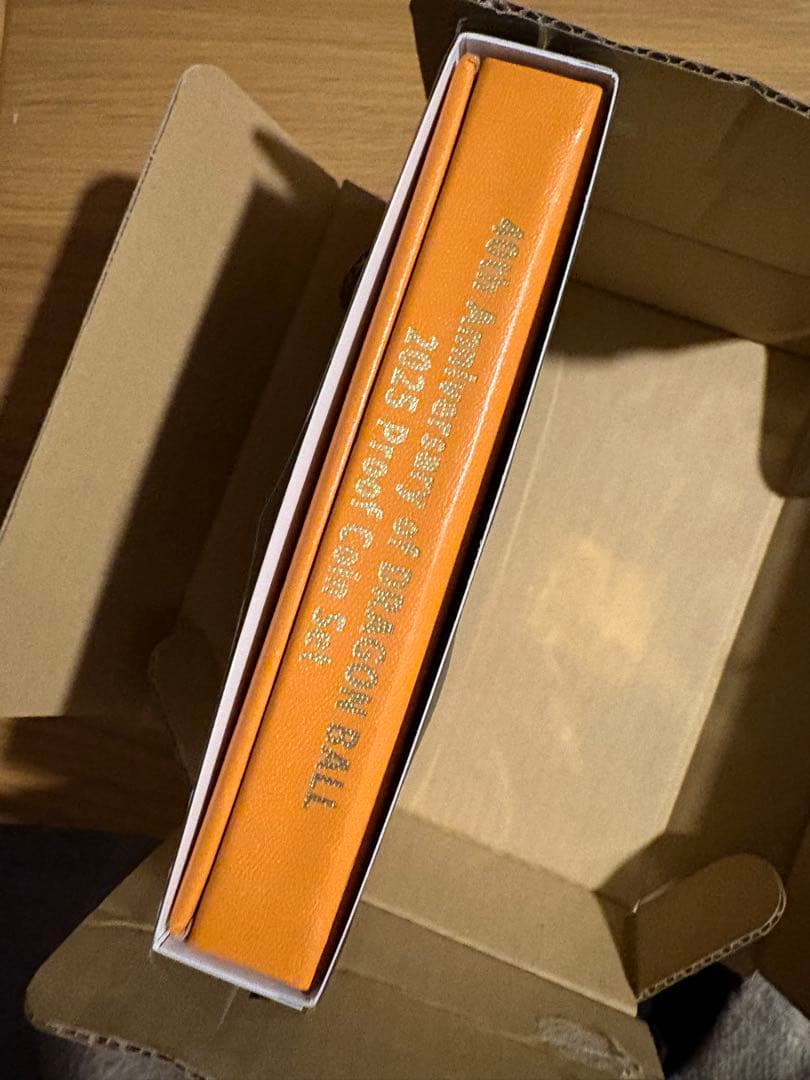 40th Anniversary of DRAGON BALL
2025 Proof Coin Set